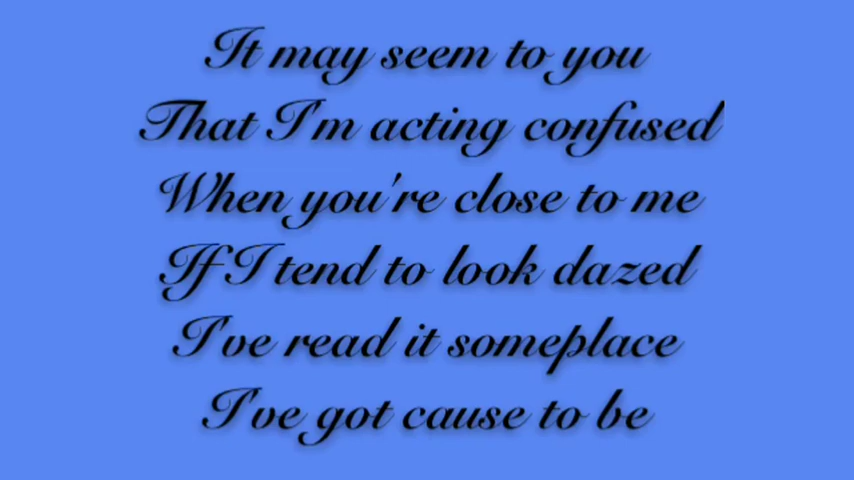 It may seem to you
That I'm acting confused
When you're close to me
If I tend to look dazed
I've read it someplace
I've got cause to be